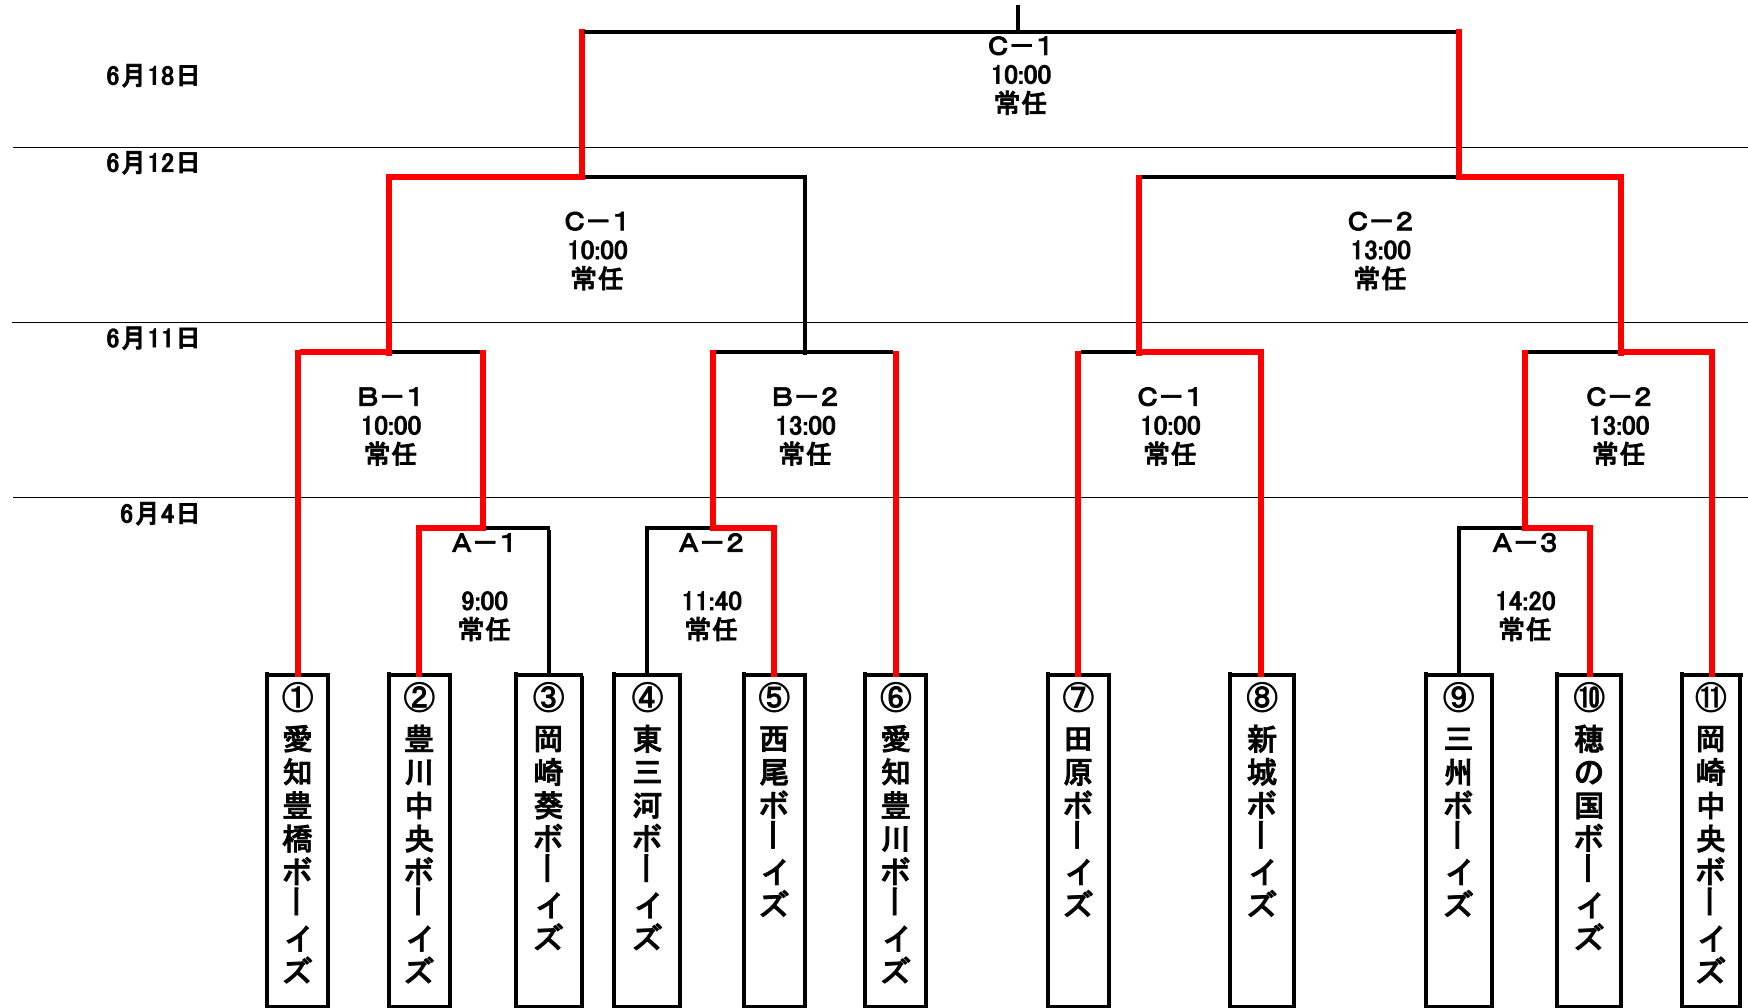 C－1
6月18日
10:00
常任
6月12日
C－1
10:00
常任
C－2
13:00
常任
6月11日
B－1
10:00
常任
B－2
13:00
常任
C－1
10:00
常任
C－2
13:00
常任
6月4日
A－1
9:00
常任
A－2
11:40
常任
A－3
14:20
常任
①愛知豊橋ボーイズ
②豊川中央ボーイズ
③岡崎葵ボーイズ
④東三河ボーイズ
⑤西尾ボーイズ
⑥愛知豊川ボーイズ
⑦田原ボーイズ
⑧新城ボーイズ
⑨三州ボーイズ
⑩穂の国ボーイズ
⑪岡崎中央ボーイズ